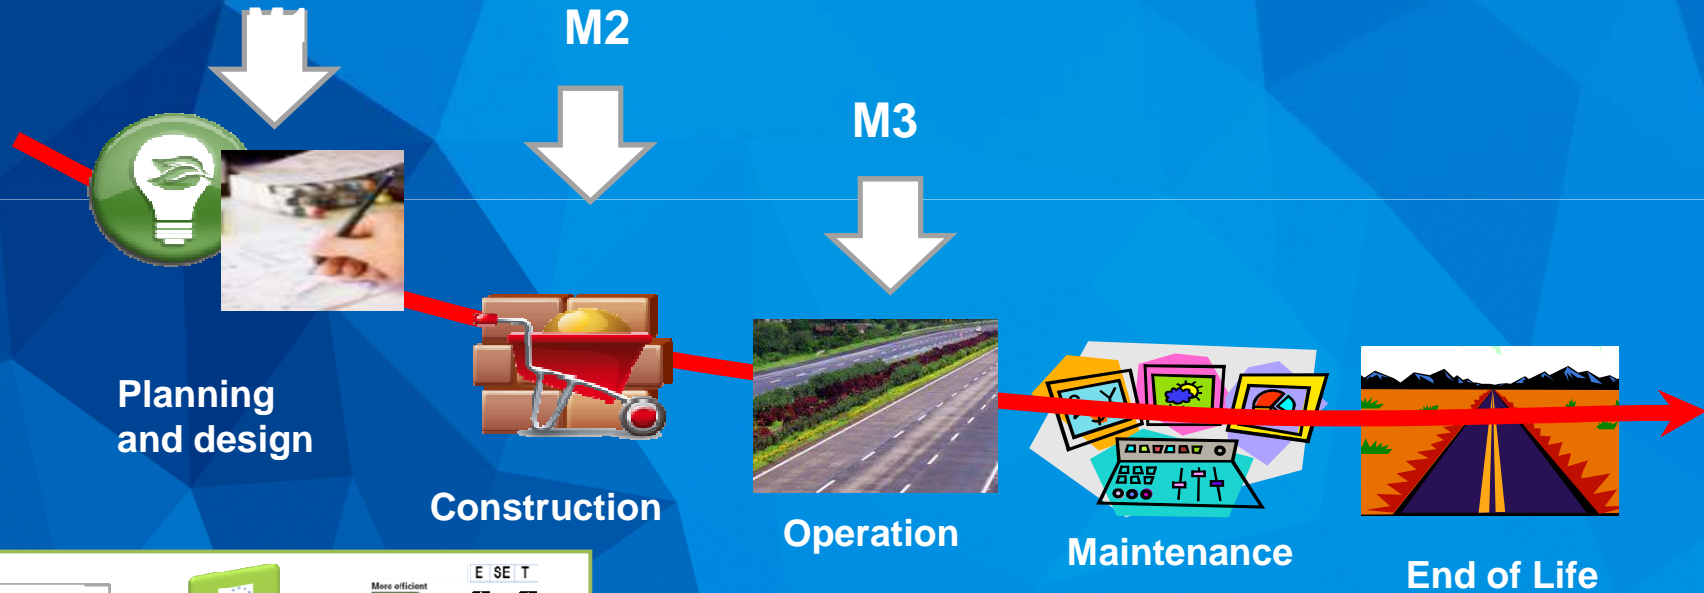 M2
M3
Planning
and design
Construction
Operation
Maintenance
End of Life
More efficient
E SE T